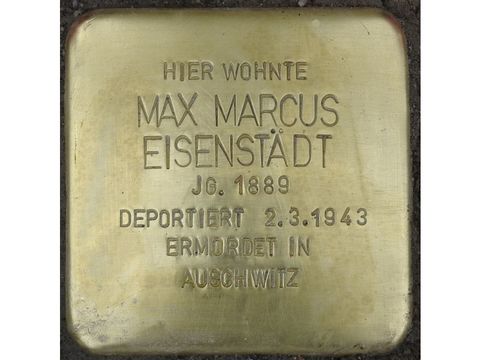 HIER WOHNTE
MAX MARCUS
EISENSTÄDT
JG. 1889
DEPORTIERT 2.3.1943
ERMORDET IN
AUSCHWITZ